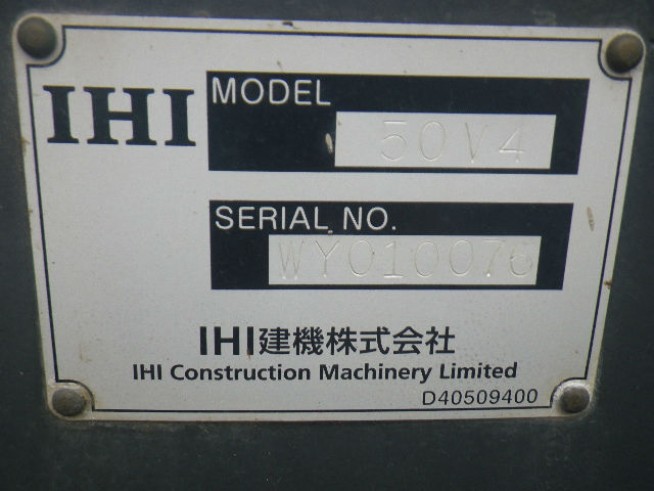 IHI
MODEL
50V4
SERIAL NO.
WY010076
IHI建機株式会社
IHI Construction Machinery Limited
D40509400